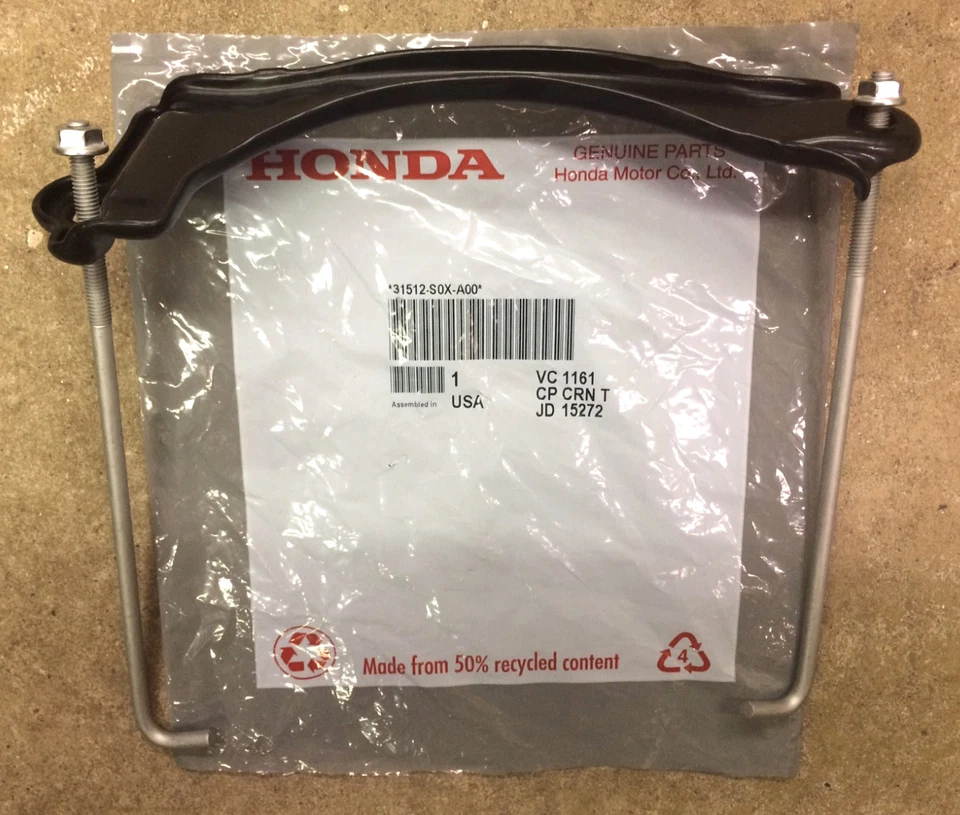 HONDA
GENUINE PARTS
Honda Motor Co., Ltd.
*31512-S0X-A00*
1
VC 1161
CP CRN T
Assembled in USA
JD 15272
Made from 50% recycled content
4